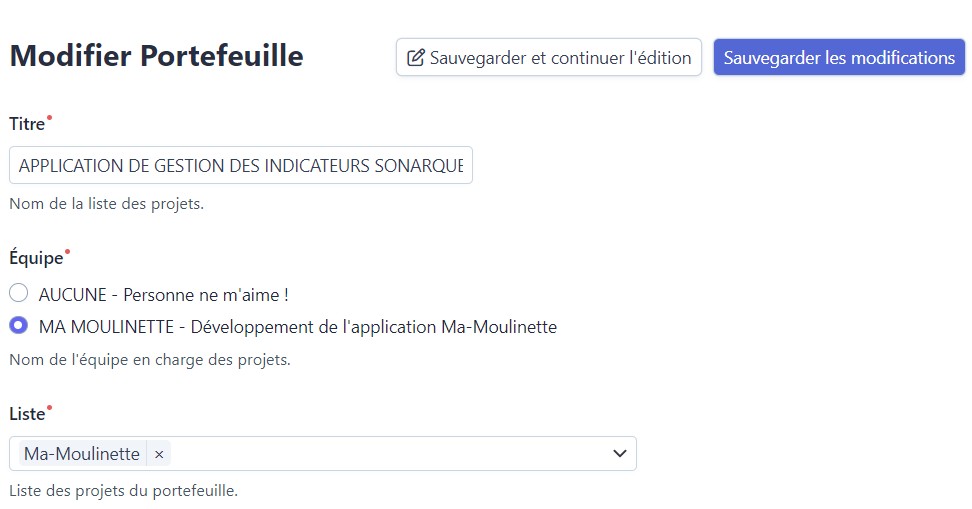 Modifier Portefeuille
Sauvegarder et continuer l'édition
Sauvegarder les modifications
Titre
APPLICATION DE GESTION DES INDICATEURS SONARQUE
Nom de la liste des projets.
Équipe
AUCUNE - Personne ne m'aime !
MA MOULINETTE - Développement de l'application Ma-Moulinette
Nom de l'équipe en charge des projets.
Liste
Ma-Moulinette ×
Liste des projets du portefeuille.